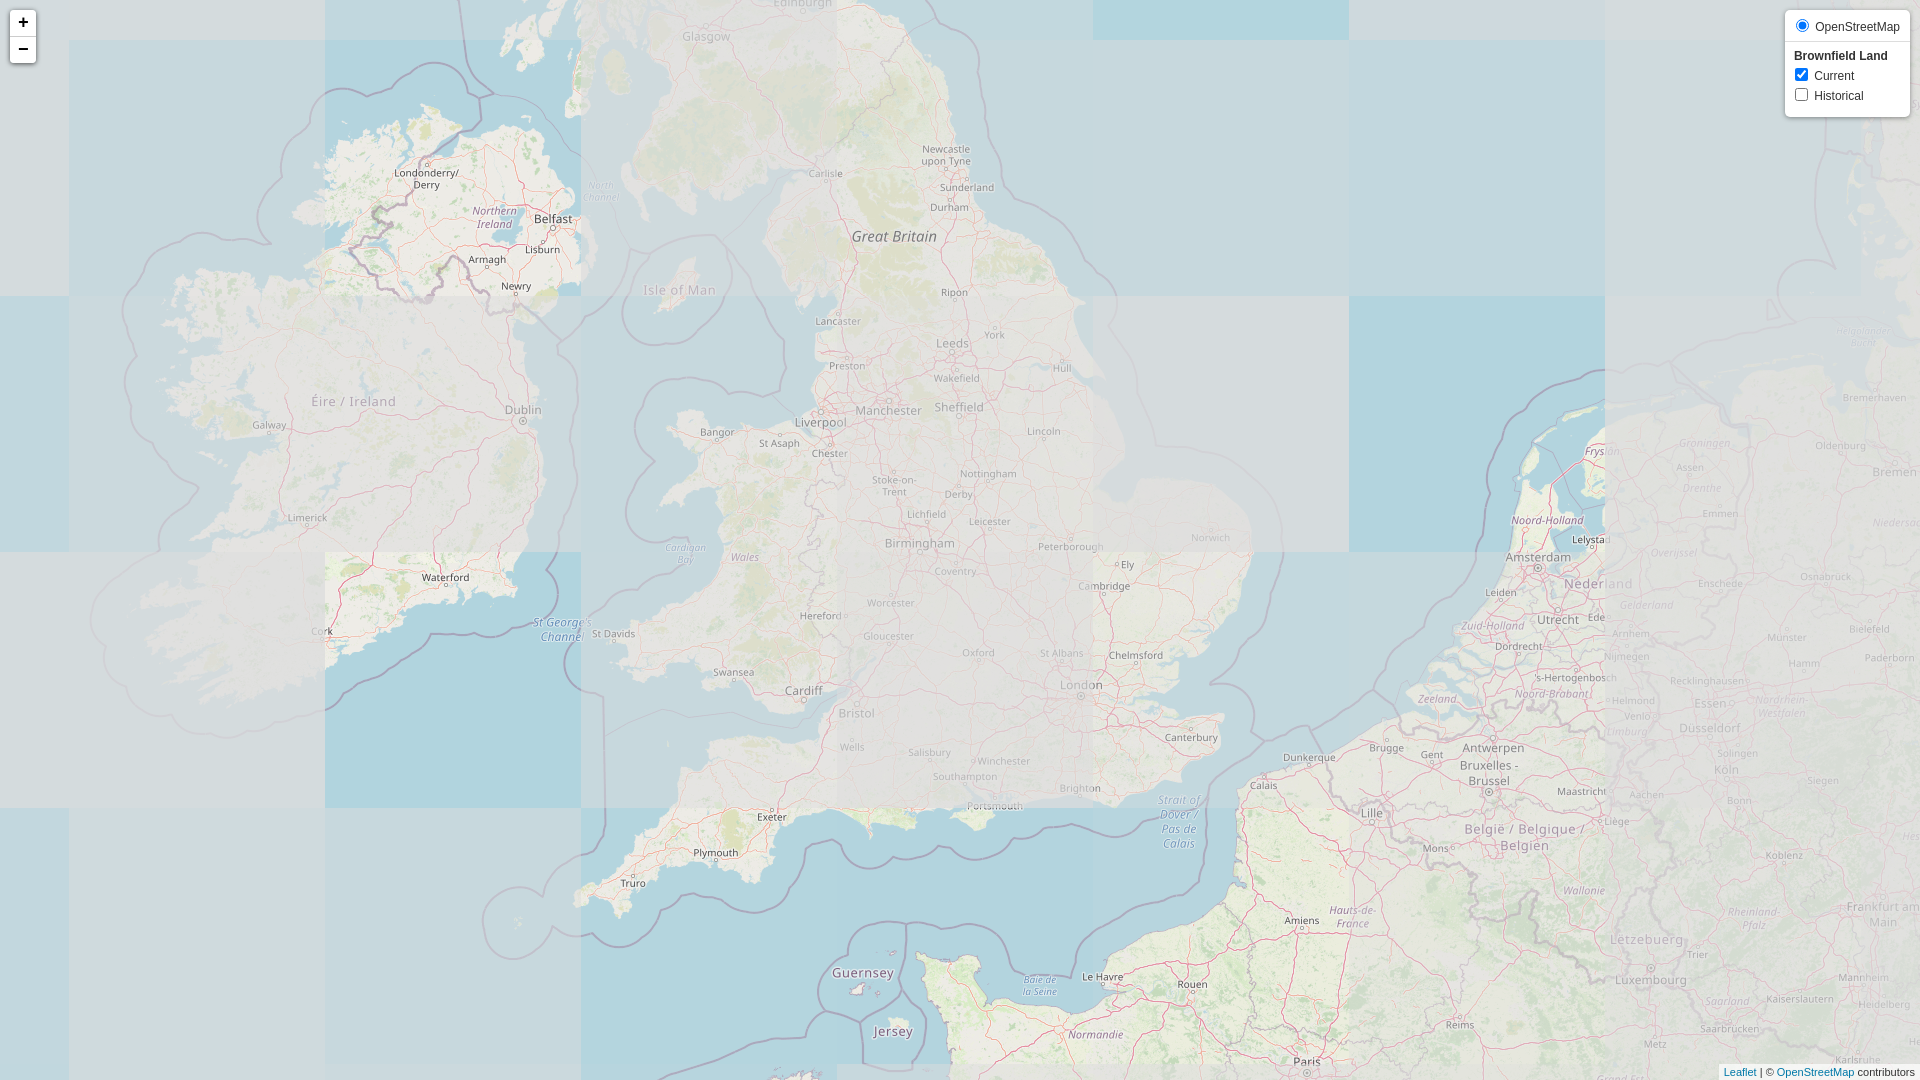 +
−
OpenStreetMap
Brownfield Land
Current
Historical
Edinburgh
Glasgow
Londonderry/
Derry
Northern
Ireland
Belfast
Lisburn
Armagh
Newry
North
Channel
Newcastle
upon Tyne
Carlisle
Sunderland
Durham
Great Britain
Isle of Man
Ripon
Lancaster
York
Leeds
Preston
Hull
Wakefield
Éire / Ireland
Dublin
Galway
Manchester
Sheffield
Liverpool
Bangor
St Asaph
Chester
Lincoln
Nottingham
Stoke-on-
Trent
Derby
Limerick
Lichfield
Leicester
Birmingham
Peterborough
Norwich
Cardigan
Bay
Wales
Ely
Coventry
Waterford
Cambridge
Worcester
Hereford
Cork
St George's
Channel
St Davids
Gloucester
Oxford
St Albans
Chelmsford
Swansea
Cardiff
London
Bristol
Wells
Salisbury
Winchester
Canterbury
Southampton
Brighton
Portsmouth
Exeter
Plymouth
Truro
Strait of
Dover /
Pas de
Calais
Dunkerque
Calais
Brugge
Gent
Antwerpen
Bruxelles -
Brussel
Maastricht
Lille
België / Belgique /
Belgien
Mons
Liège
Aachen
Wallonie
Amiens
Hauts-de-
France
Guernsey
Jersey
Baie de
la Seine
Le Havre
Rouen
Normandie
Reims
Paris
Metz
Lëtzebuerg
Luxembourg
Trier
Saarland
Saarbrücken
Kaiserslautern
Mannheim
Heidelberg
Karlsruhe
Frankfurt am
Main
Rheinland-
Pfalz
Koblenz
Bonn
Siegen
Köln
Solingen
Düsseldorf
Essen
Nordrhein-
Westfalen
Recklinghausen
Hamm
Paderborn
Bielefeld
Münster
Osnabrück
Enschede
Overijssel
Gelderland
Arnhem
Nijmegen
Heimond
Venlo
Limburg
Nederland
Amsterdam
Noord-Holland
Lelystad
Leiden
Utrecht
Ede
Zuid-Holland
Dordrecht
's-Hertogenbosch
Noord-Brabant
Zeeland
Fryslân
Groningen
Assen
Drenthe
Emmen
Oldenburg
Bremen
Bremerhaven
Helgoländer
Bucht
Leaflet | © OpenStreetMap contributors